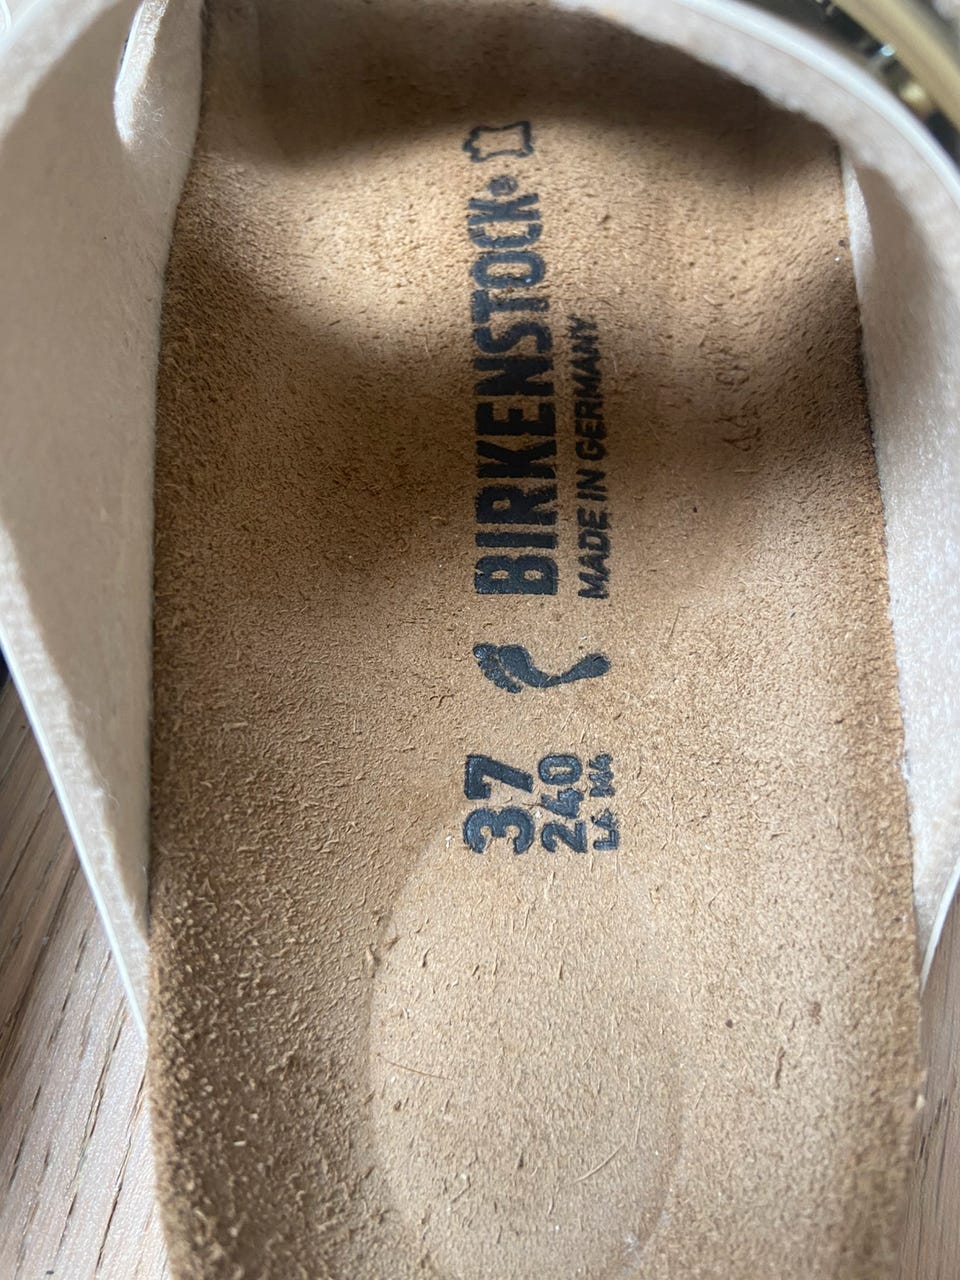 BIRKENSTOCK®
MADE IN GERMANY
37
240